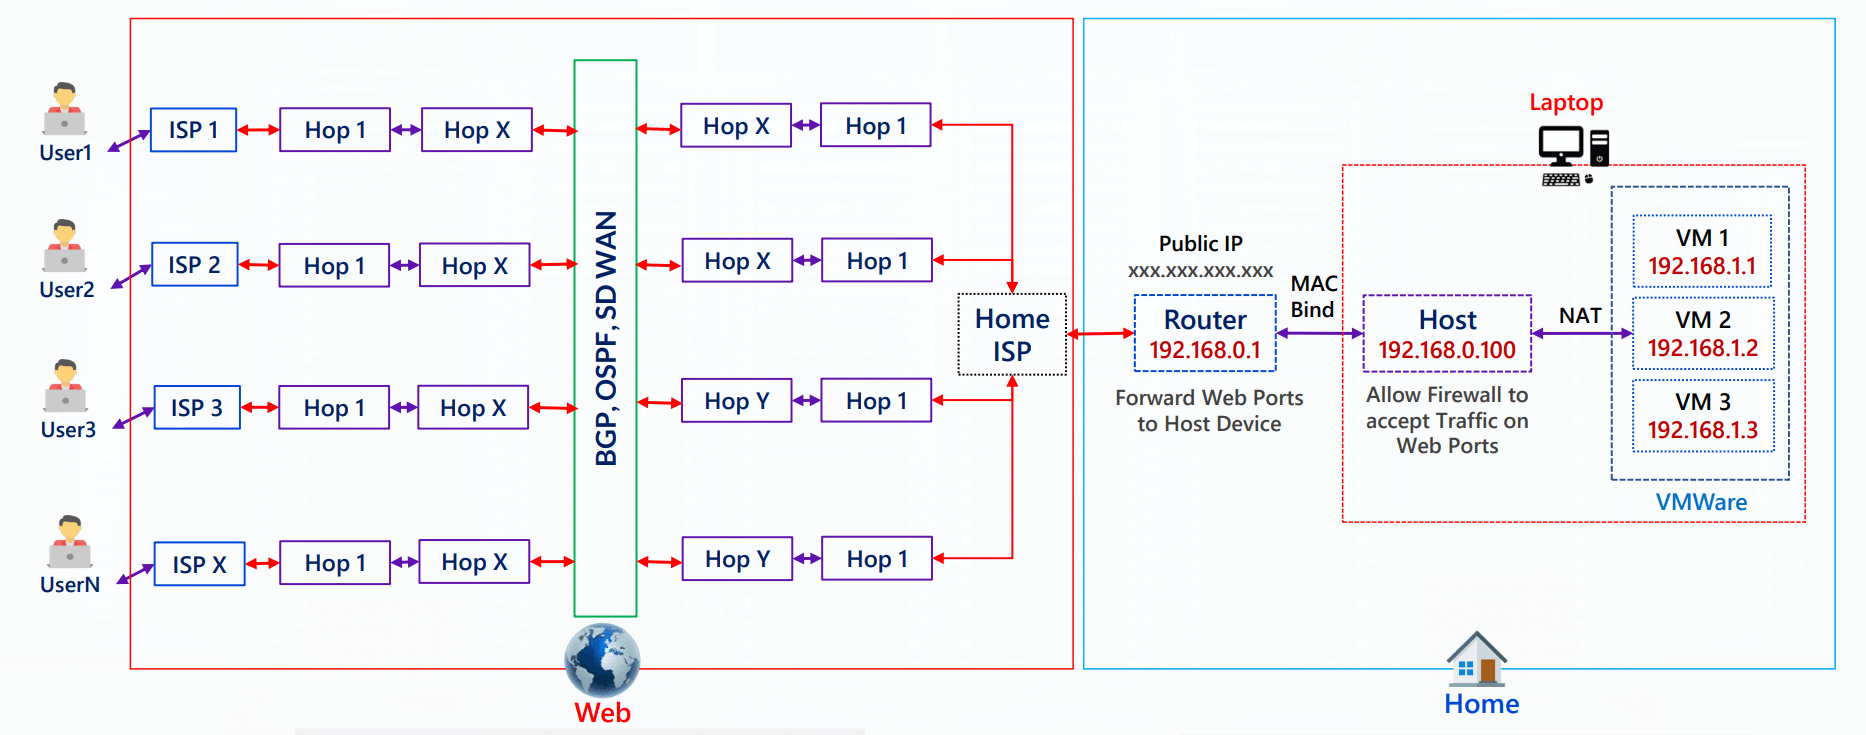 User1
ISP 1
Hop 1
Hop X
Hop X
Hop 1
User2
ISP 2
Hop 1
Hop X
Hop X
Hop 1
User3
ISP 3
Hop 1
Hop X
Hop Y
Hop 1
UserN
ISP X
Hop 1
Hop X
Hop Y
Hop 1
BGP, OSPF, SD WAN
Web
Home
ISP
Public IP
xxx.xxx.xxx.xxx
Router
192.168.0.1
Forward Web Ports
to Host Device
MAC
Bind
Laptop
Host
192.168.0.100
Allow Firewall to
accept Traffic on
Web Ports
NAT
VM 1
192.168.1.1
VM 2
192.168.1.2
VM 3
192.168.1.3
VMWare
Home